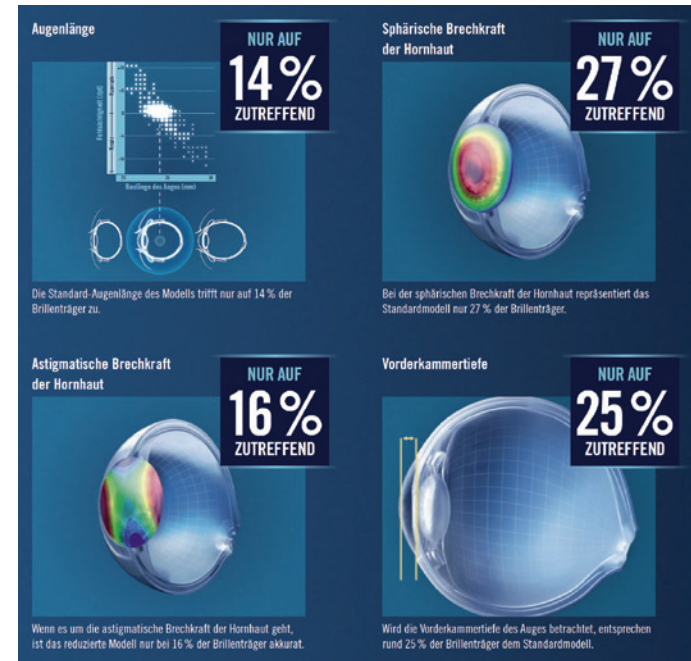 Augenlänge
NUR AUF
14 %
ZUTREFFEND
Baulänge des Auges (mm)
Die Standard-Augenlänge des Modells trifft nur auf 14 % der
Brillenträger zu.
Sphärische Brechkraft
der Hornhaut
NUR AUF
27 %
ZUTREFFEND
Bei der sphärischen Brechkraft der Hornhaut repräsentiert das
Standardmodell nur 27 % der Brillenträger.
Astigmatische Brechkraft
der Hornhaut
NUR AUF
16 %
ZUTREFFEND
Wenn es um die astigmatische Brechkraft der Hornhaut geht,
ist das reduzierte Modell nur bei 16 % der Brillenträger akkurat.
Vorderkammertiefe
NUR AUF
25 %
ZUTREFFEND
Wird die Vorderkammertiefe des Auges betrachtet, entsprechen
rund 25 % der Brillenträger dem Standardmodell.